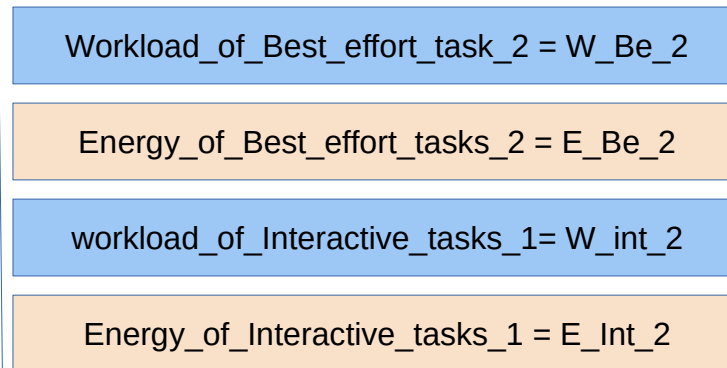 Workload_of_Best_effort_task_2 = W_Be_2
Energy_of_Best_effort_tasks_2 = E_Be_2
workload_of_Interactive_tasks_1= W_int_2
Energy_of_Interactive_tasks_1 = E_Int_2